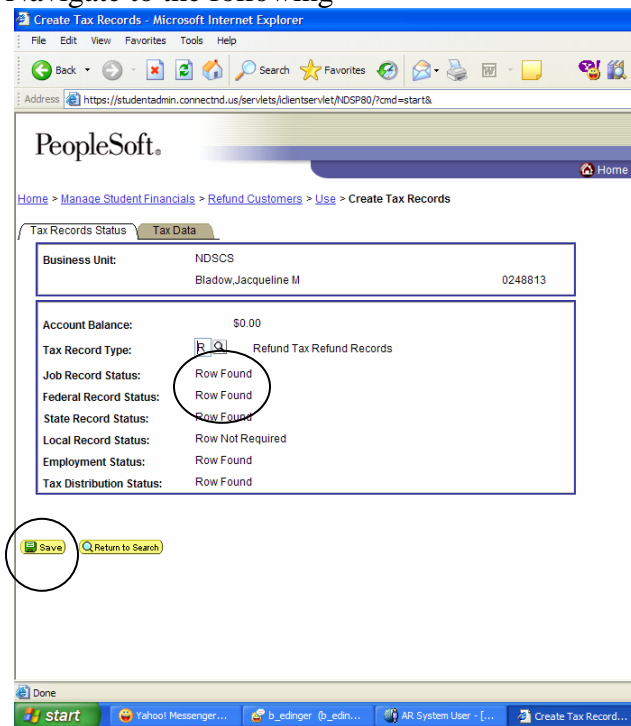 Navigate to the following
Create Tax Records - Microsoft Internet Explorer
File Edit View Favorites Tools Help
Back Search Favorites
Address https://studentadmin.connectnd.us/servlets/iclientservlet/NDSP80/?cmd=start&
PeopleSoft®
Home
Home > Manage Student Financials > Refund Customers > Use > Create Tax Records
Tax Records Status Tax Data
Business Unit: NDSCS
Bladow,Jacqueline M 0248813
Account Balance: $0.00
Tax Record Type: R Refund Tax Refund Records
Job Record Status: Row Found
Federal Record Status: Row Found
State Record Status: Row Found
Local Record Status: Row Not Required
Employment Status: Row Found
Tax Distribution Status: Row Found
Save Return to Search
Done
start Yahoo! Messenger... b_edinger (b_edin... AR System User - [... Create Tax Record...